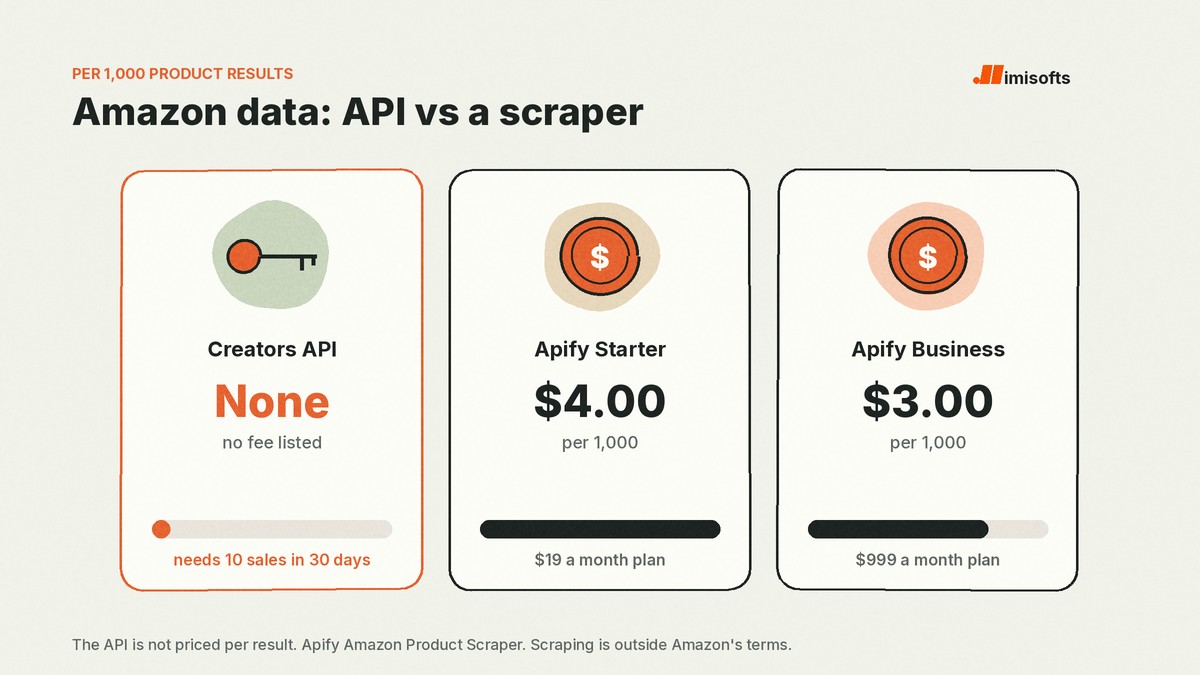 PER 1,000 PRODUCT RESULTS
Amazon data: API vs a scraper
imisofts
Creators API
None
no fee listed
needs 10 sales in 30 days
$
Apify Starter
$4.00
per 1,000
$19 a month plan
$
Apify Business
$3.00
per 1,000
$999 a month plan
The API is not priced per result. Apify Amazon Product Scraper. Scraping is outside Amazon's terms.